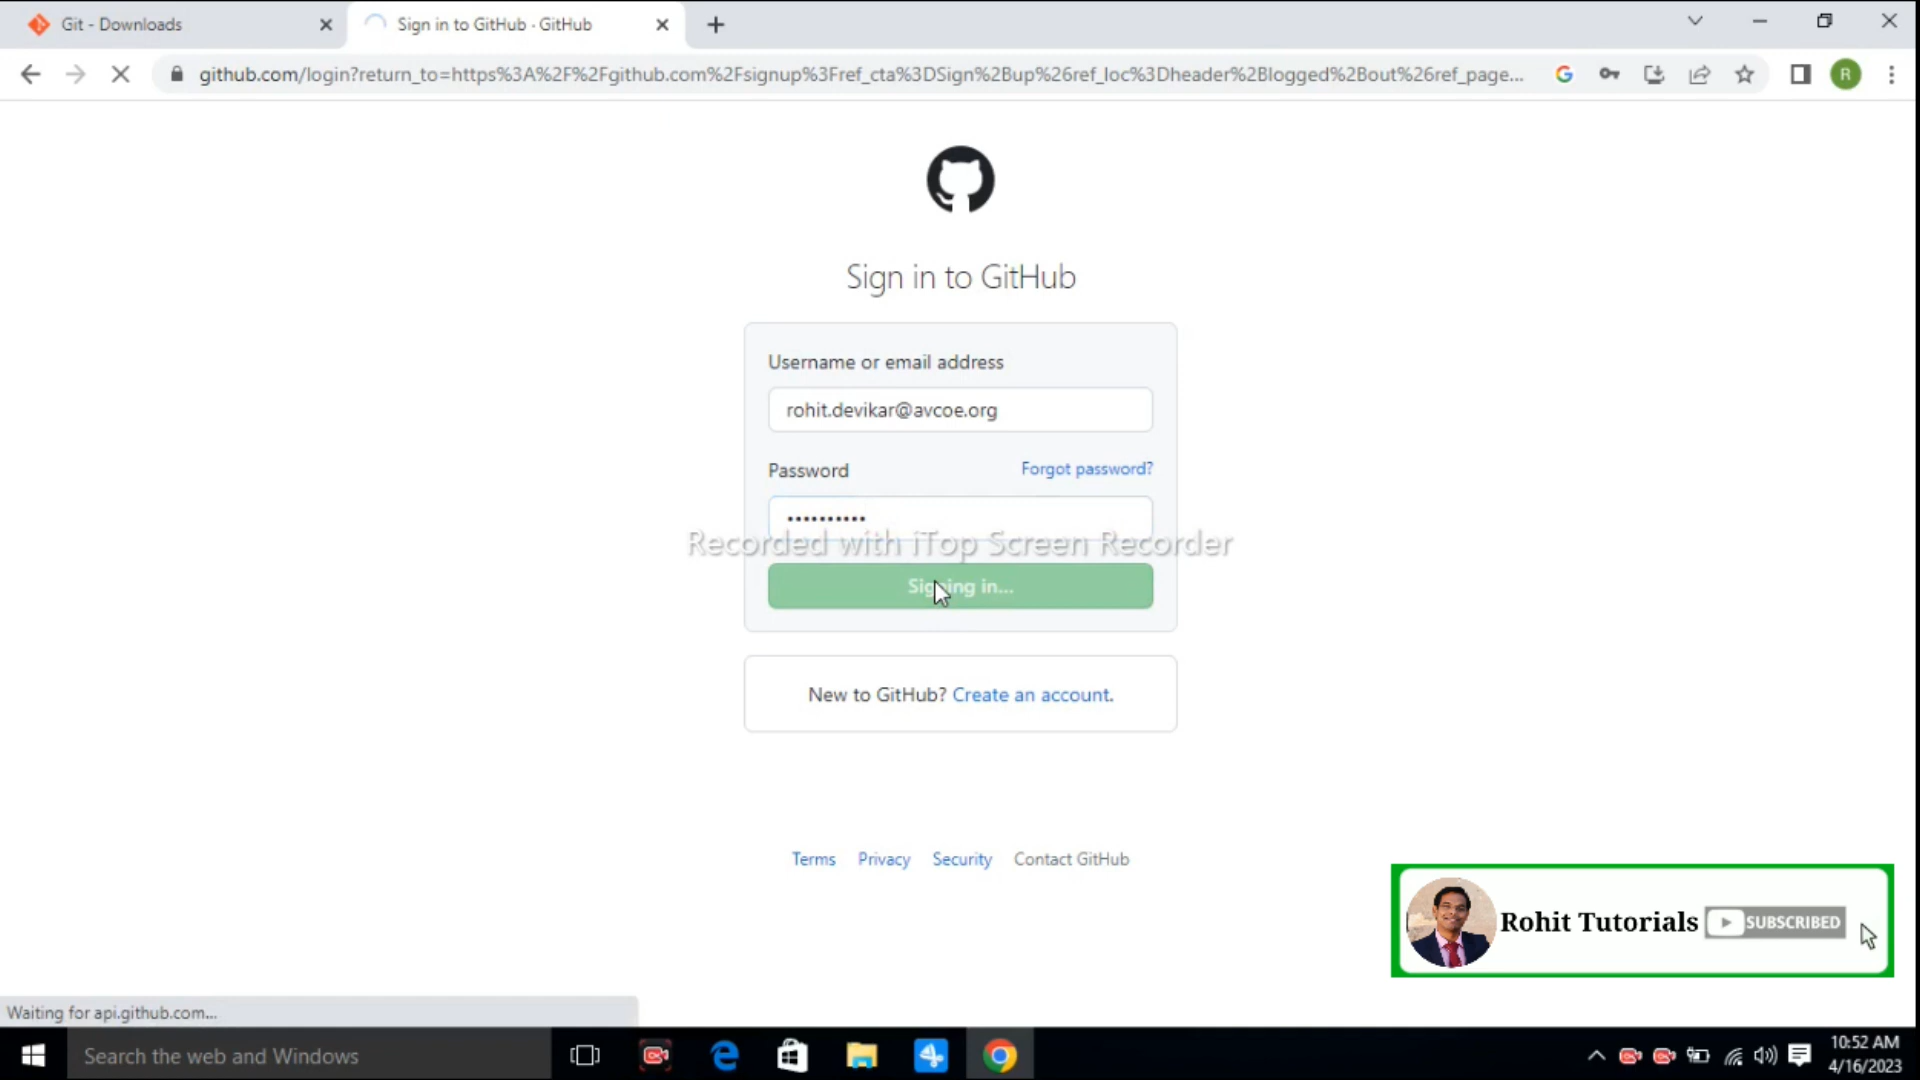 Git - Downloads
Sign in to GitHub · GitHub
github.com/login?return_to=https%3A%2F%2Fgithub.com%2Fsignup%3Fref_cta%3DSign%2Bup%26ref_loc%3Dheader%2Blogged%2Bout%26ref_page...
R
Sign in to GitHub
Username or email address
rohit.devikar@avcoe.org
Password
Forgot password?
Recorded with iTop Screen Recorder
Signing in...
New to GitHub? Create an account.
Terms Privacy Security Contact GitHub
Rohit Tutorials SUBSCRIBED
Waiting for api.github.com...
Search the web and Windows
10:52 AM
4/16/2023